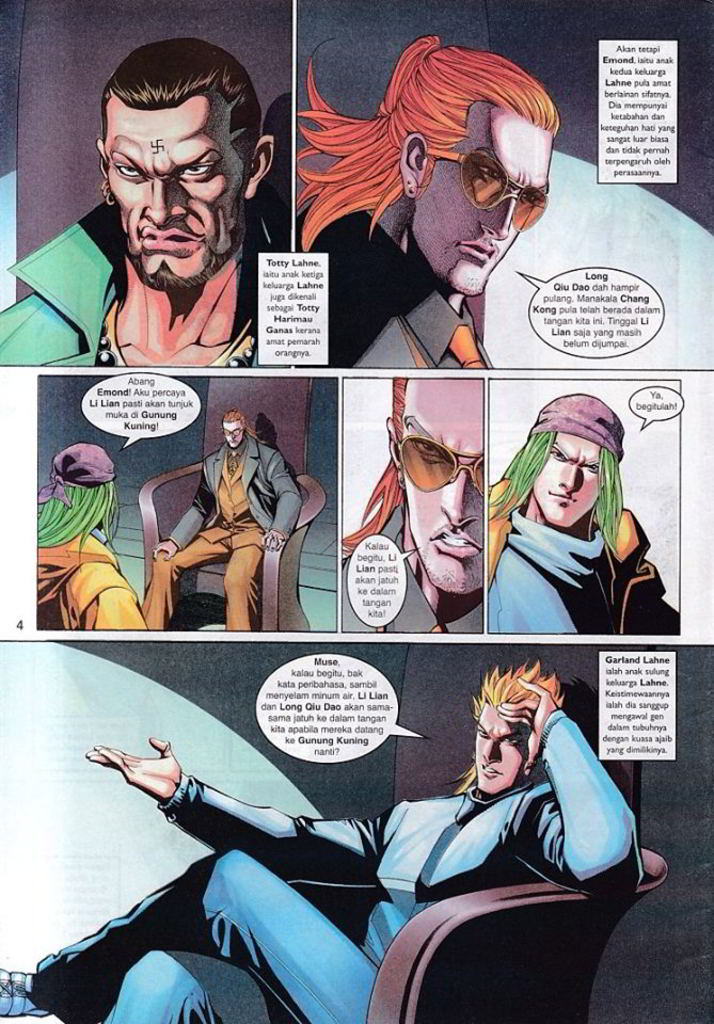 Totty Lahne,
iaitu anak ketiga
keluarga Lahne
juga dikenali
sebagai Totty
Harimau
Ganas kerana
amat pemarah
orangnya.
Akan tetapi
Emond, iaitu anak
kedua keluarga
Lahne pula amat
berlainan sifatnya.
Dia mempunyai
ketabahan dan
keteguhan hati yang
sangat luar biasa
dan tidak pernah
terpengaruh oleh
perasaannya.
Long
Qiu Dao dah hampir
pulang. Manakala Chang
Kong pula telah berada dalam
tangan kita ini. Tinggal Li
Lian saja yang masih
belum dijumpai.
Abang
Emond! Aku percaya
Li Lian pasti akan tunjuk
muka di Gunung
Kuning!
Kalau
begitu, Li
Lian pasti
akan jatuh
ke dalam
tangan
kita!
Ya,
begitulah!
4
Muse,
kalau begitu, bak
kata peribahasa, sambil
menyelam minum air. Li Lian
dan Long Qiu Dao akan sama-
sama jatuh ke dalam tangan
kita apabila mereka datang
ke Gunung Kuning
nanti?
Garland Lahne
ialah anak sulung
keluarga Lahne.
Keistimewaannya
ialah dia sanggup
mengawal gen
dalam tubuhnya
dengan kuasa ajaib
yang dimilikinya.